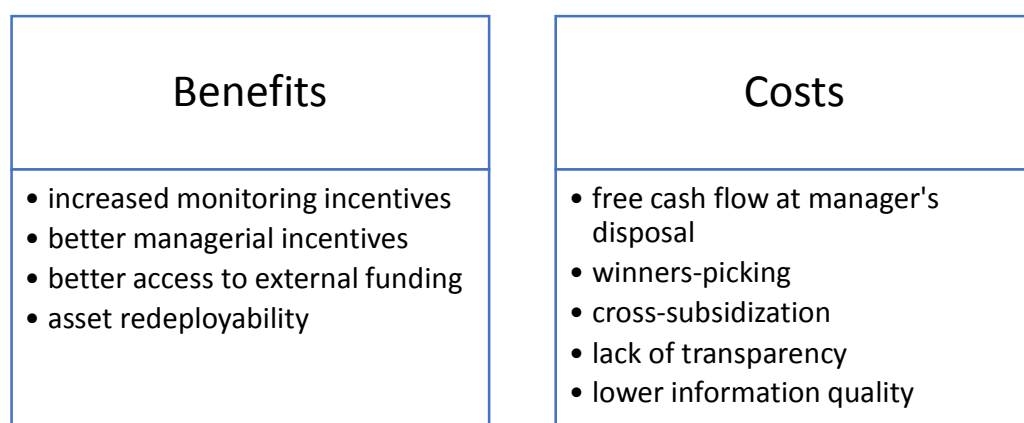 Benefits
• increased monitoring incentives
• better managerial incentives
• better access to external funding
• asset redeployability
Costs
• free cash flow at manager's
disposal
• winners-picking
• cross-subsidization
• lack of transparency
• lower information quality